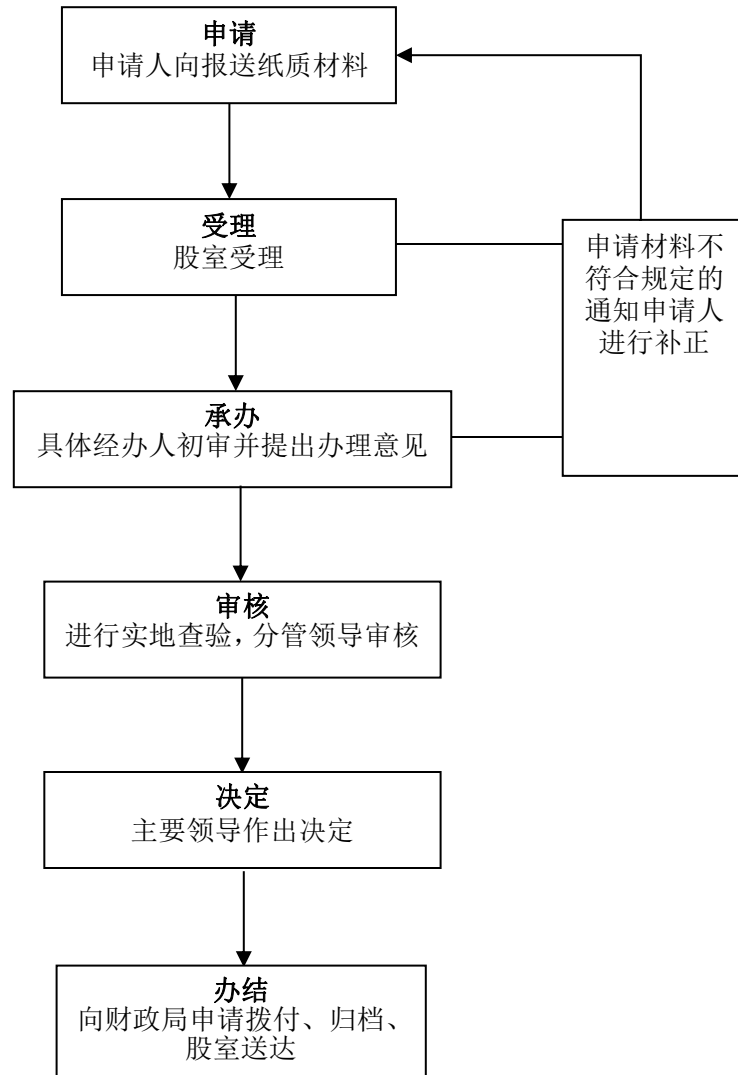 申请
申请人向报送纸质材料
受理
股室受理
申请材料不
符合规定的
通知申请人
进行补正
承办
具体经办人初审并提出办理意见
审核
进行实地查验，分管领导审核
决定
主要领导作出决定
办结
向财政局申请拨付、归档、
股室送达